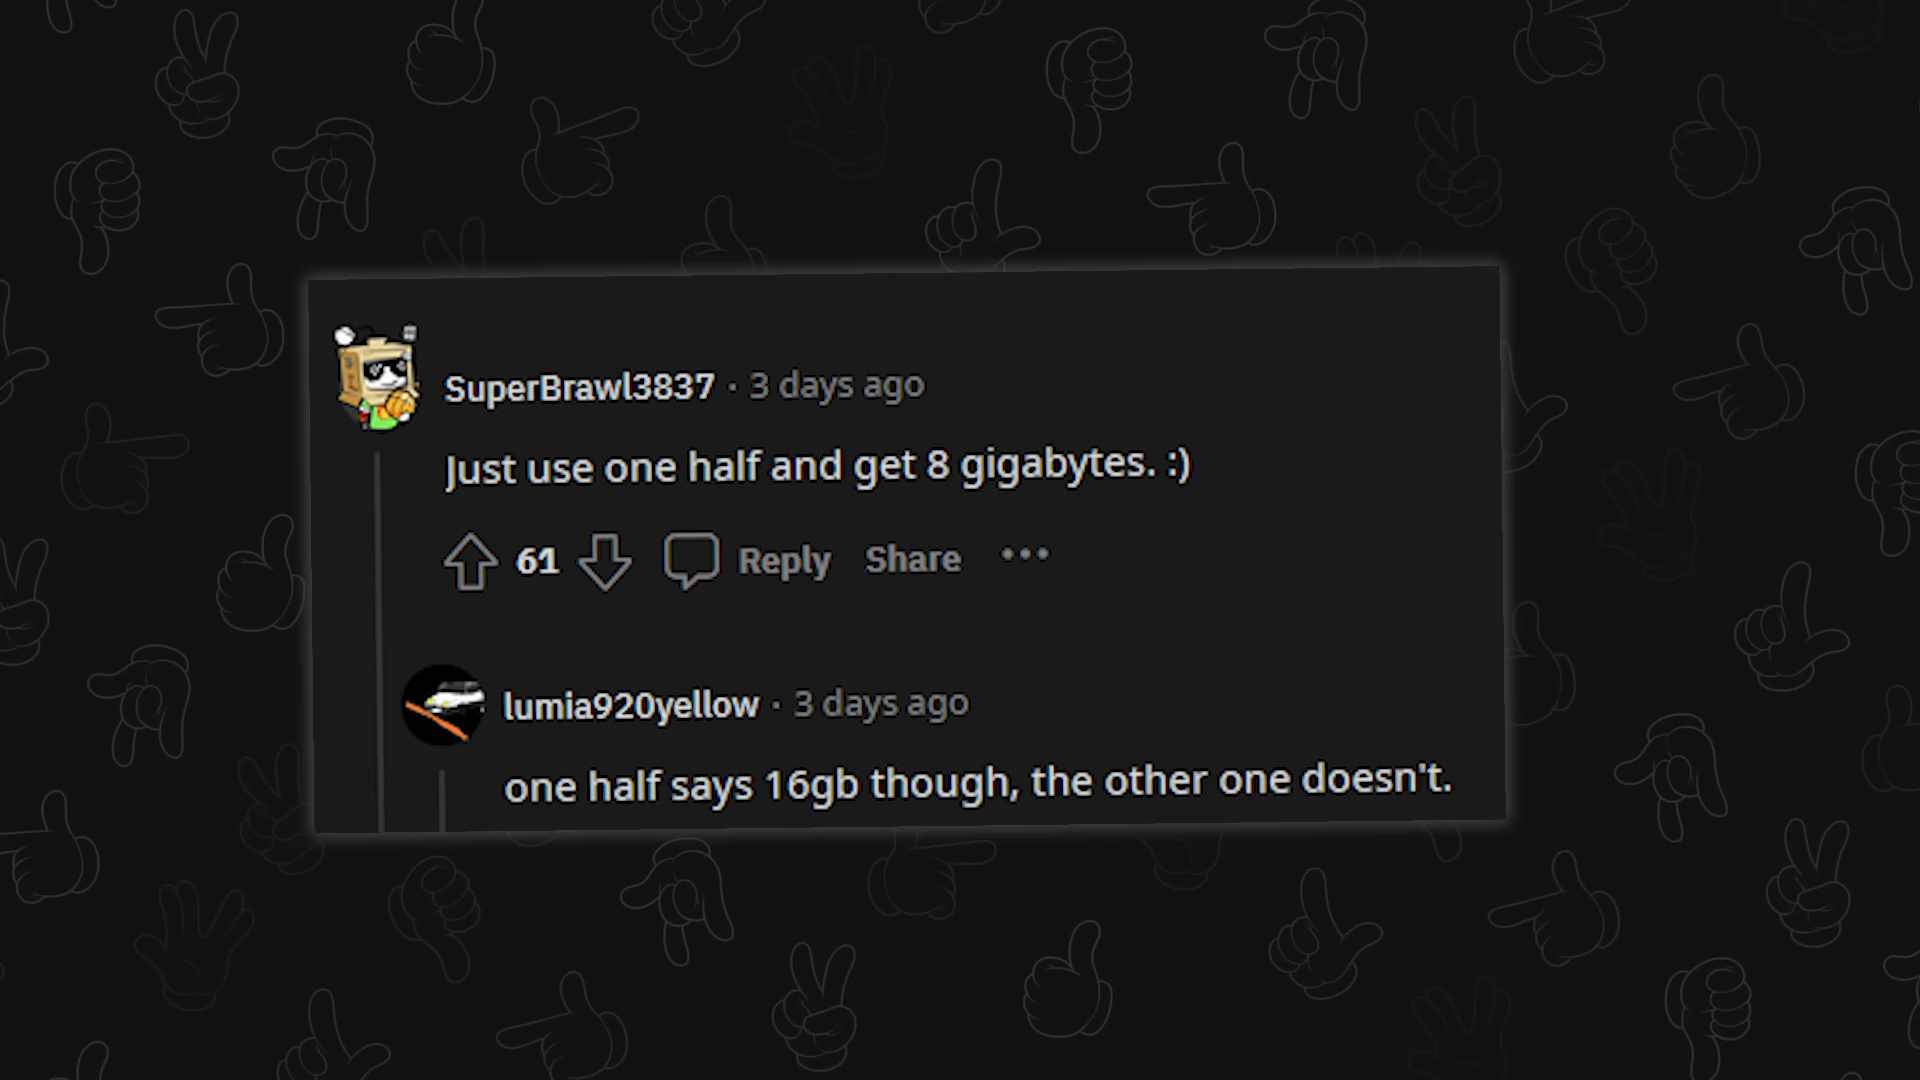 SuperBrawl3837 · 3 days ago
Just use one half and get 8 gigabytes. :)
61 Reply Share ...
lumia920yellow · 3 days ago
one half says 16gb though, the other one doesn't.